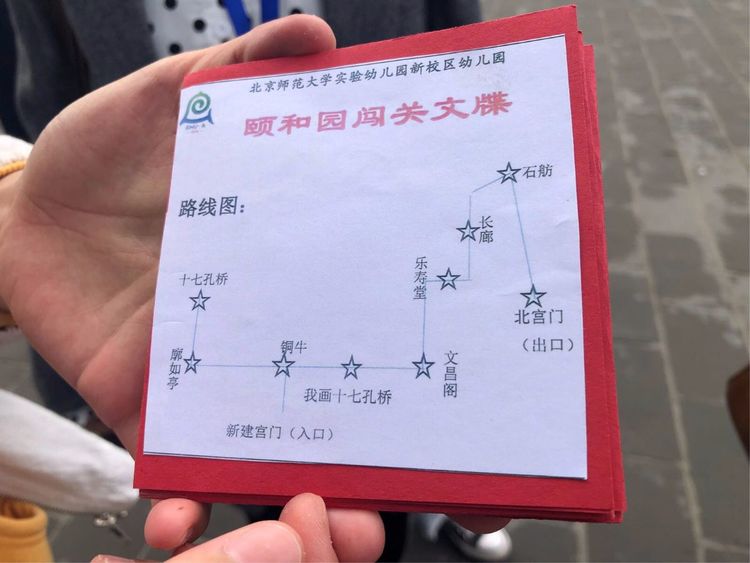 北京师范大学实验幼儿园新校区幼儿园
颐和园闯关文牒
路线图：
石舫
长廊
乐寿堂
十七孔桥
北宫门
（出口）
铜牛
廓如亭
文昌阁
我画十七孔桥
新建宫门（入口）